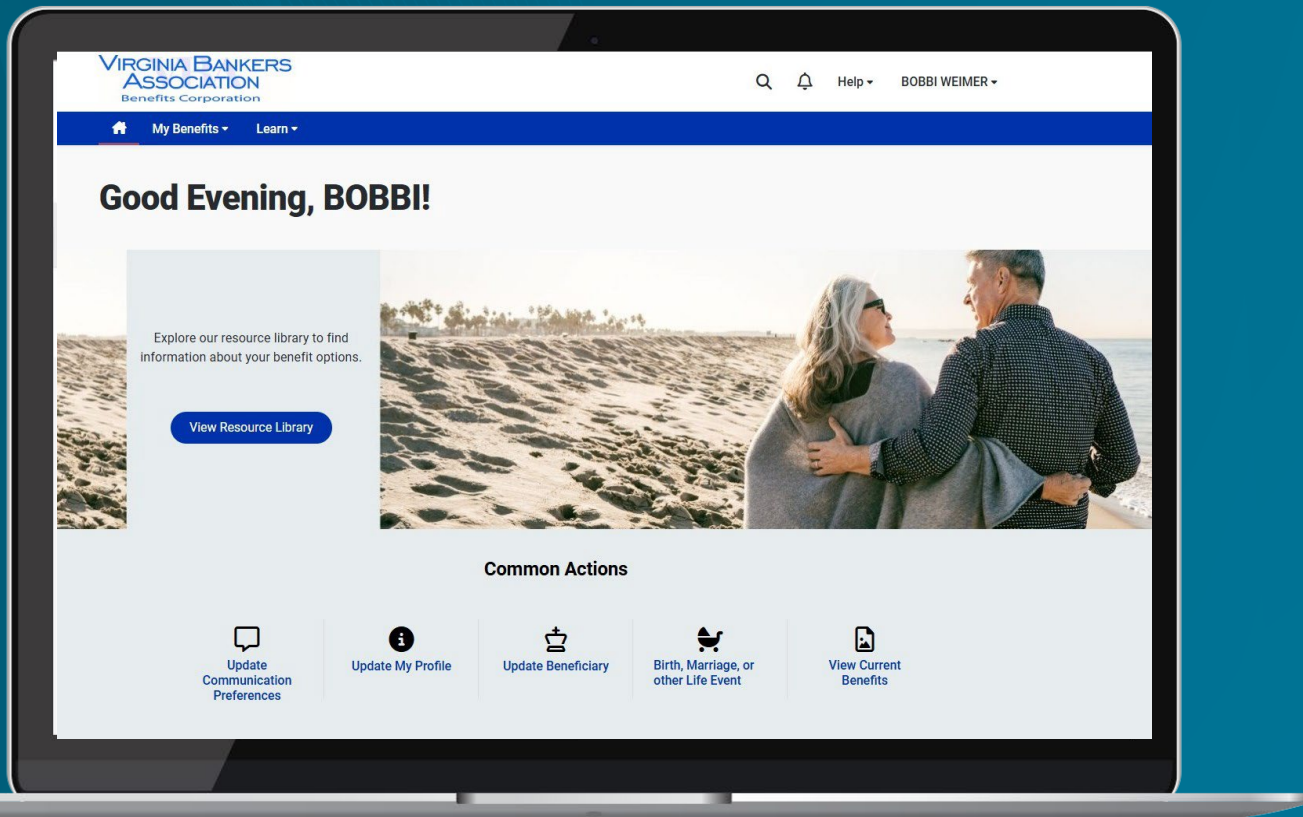 VIRGINIA BANKERS
ASSOCIATION
Benefits Corporation
Help
BOBBI WEIMER
My Benefits
Learn
Good Evening, BOBBI!
Explore our resource library to find
information about your benefit options.
View Resource Library
Common Actions
Update
Communication
Preferences
Update My Profile
Update Beneficiary
Birth, Marriage, or
other Life Event
View Current
Benefits